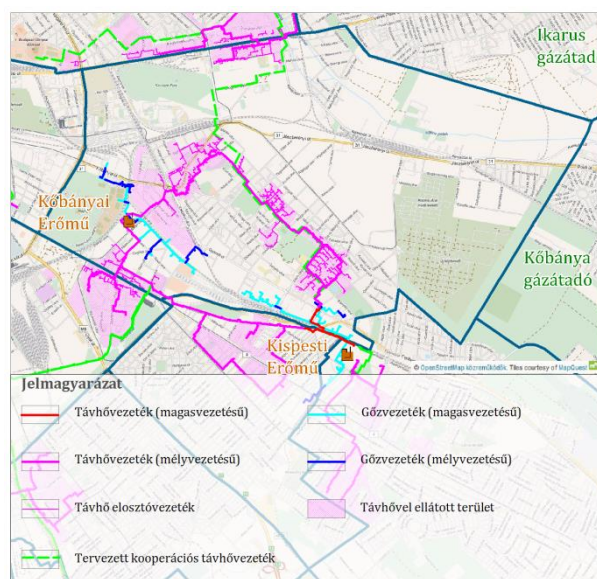 Ikarus
gázátad
Kőbányai
Erőmű
Kőbánya
gázátadó
Kispesti
Erőmű
© OpenStreetMap közreműködők. Tiles courtesy of MapQuest
Jelmagyarázat
Távhővezeték (magasvezetésű) Gőzvezeték (magasvezetésű)
Távhővezeték (mélyvezetésű) Gőzvezeték (mélyvezetésű)
Távhő elosztóvezeték Távhővel ellátott terület
Tervezett kooperációs távhővezeték